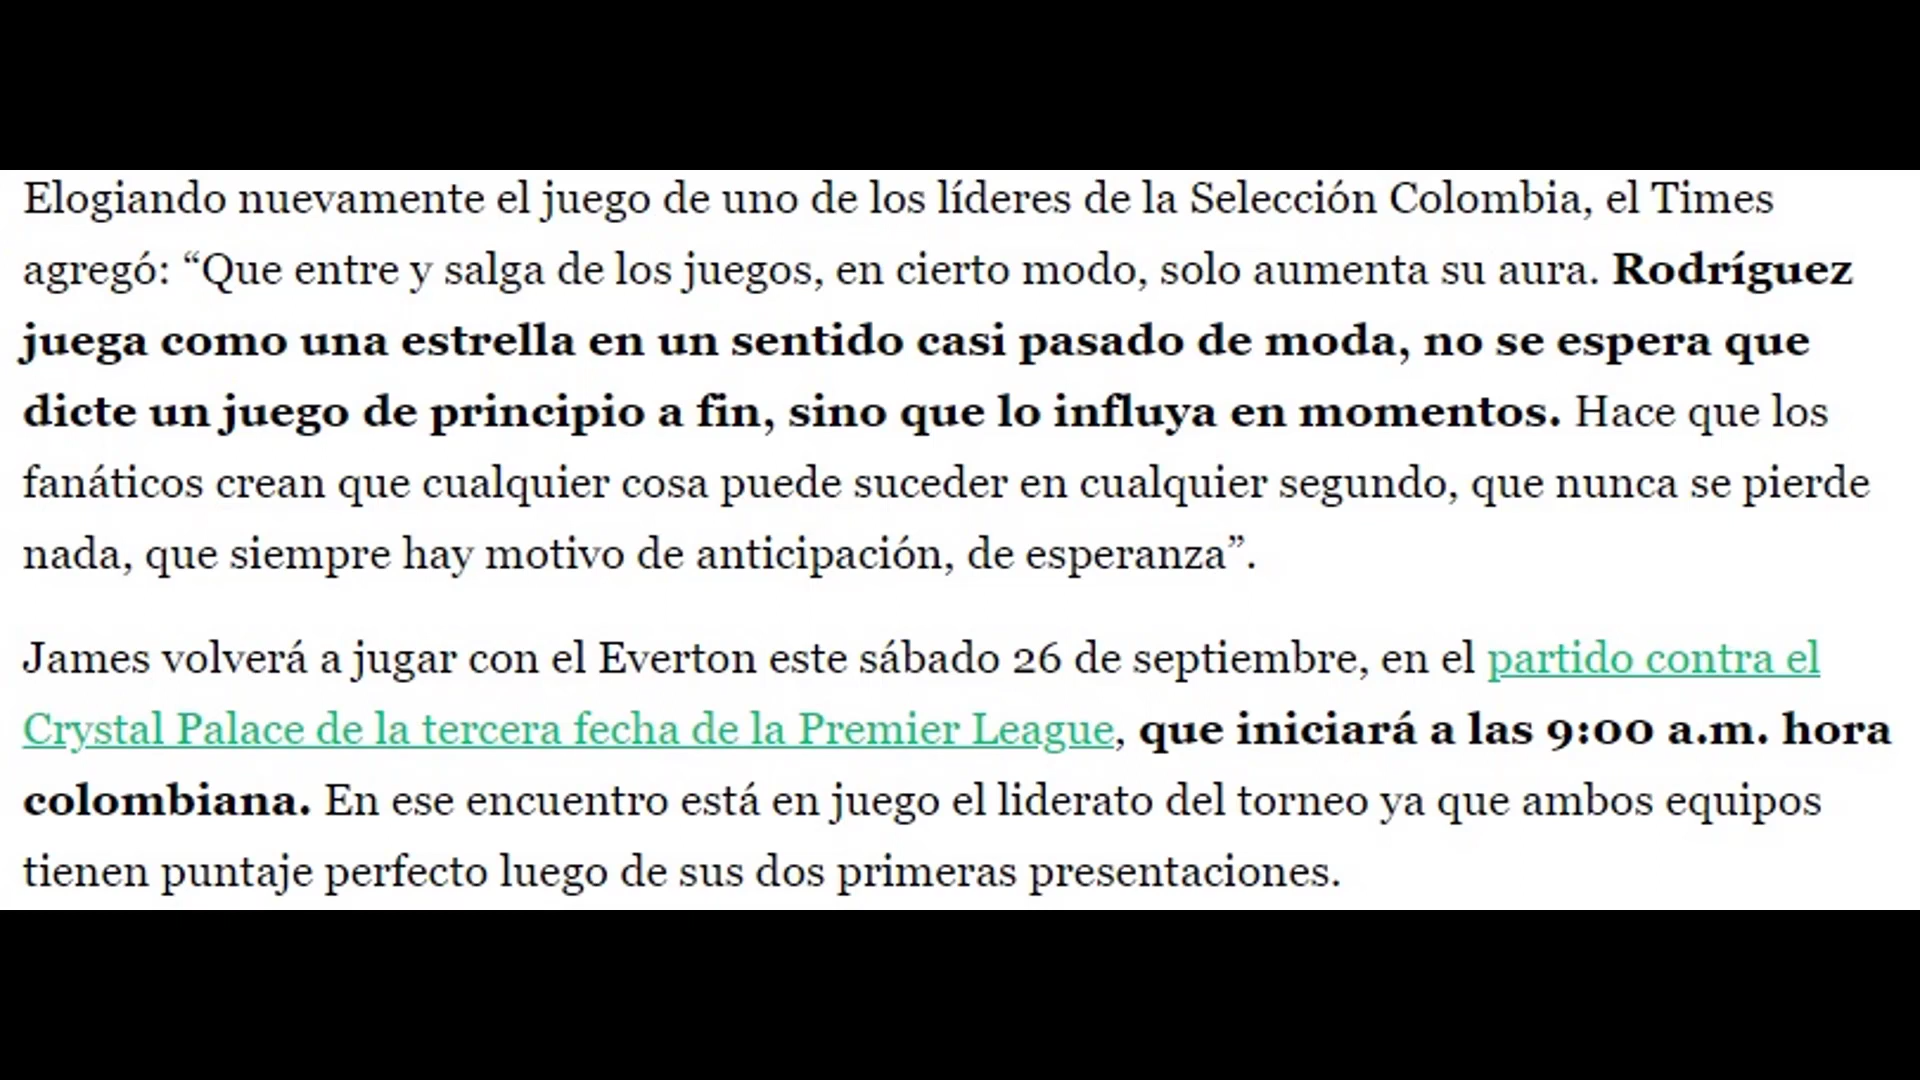 Elogiando nuevamente el juego de uno de los líderes de la Selección Colombia, el Times
agregó: “Que entre y salga de los juegos, en cierto modo, solo aumenta su aura. Rodríguez
juega como una estrella en un sentido casi pasado de moda, no se espera que
dicte un juego de principio a fin, sino que lo influya en momentos. Hace que los
fanáticos crean que cualquier cosa puede suceder en cualquier segundo, que nunca se pierde
nada, que siempre hay motivo de anticipación, de esperanza”.
James volverá a jugar con el Everton este sábado 26 de septiembre, en el partido contra el
Crystal Palace de la tercera fecha de la Premier League, que iniciará a las 9:00 a.m. hora
colombiana. En ese encuentro está en juego el liderato del torneo ya que ambos equipos
tienen puntaje perfecto luego de sus dos primeras presentaciones.